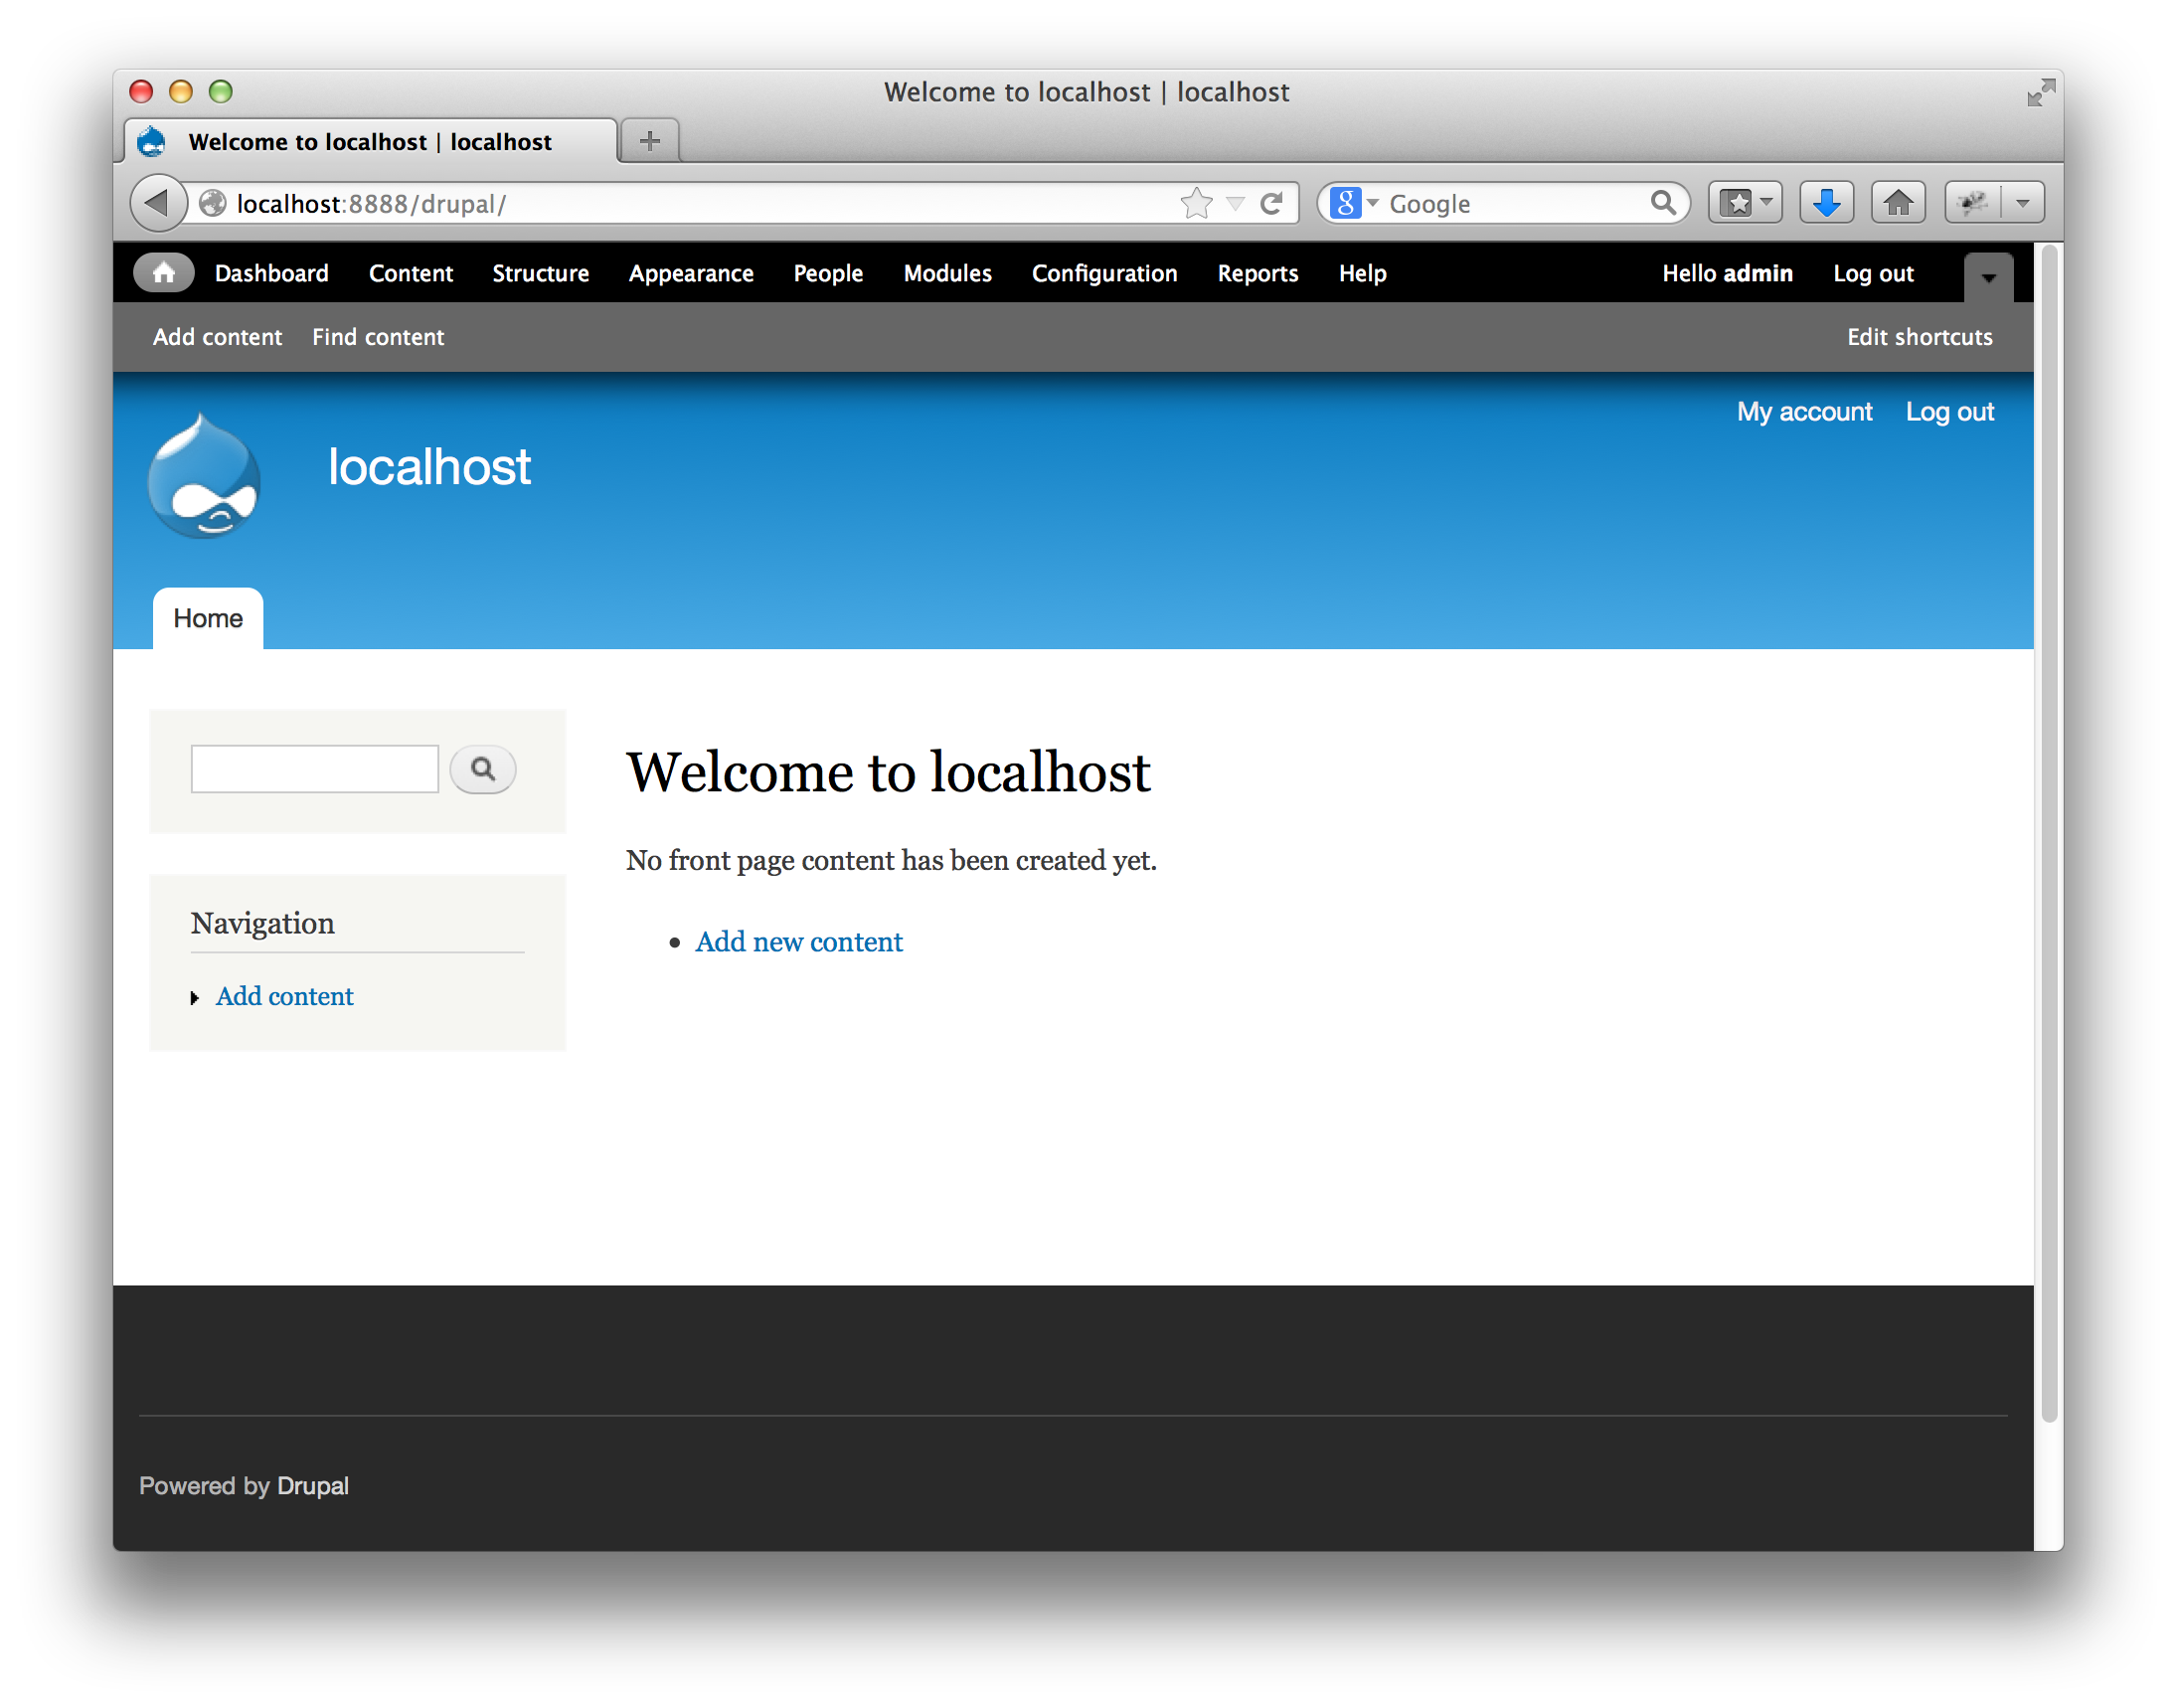 Welcome to localhost | localhost
Welcome to localhost | localhost
localhost:8888/drupal/ Google
Dashboard Content Structure Appearance People Modules Configuration Reports Help Hello admin Log out
Add content Find content Edit shortcuts
My account Log out
localhost
Home
Welcome to localhost
No front page content has been created yet.
Add new content
Navigation
Add content
Powered by Drupal